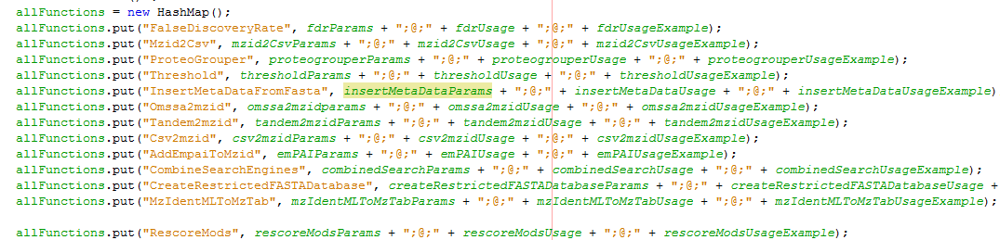 allFunctions = new HashMap();
allFunctions.put("FalseDiscoveryRate", fdrParams + ";@;" + fdrUsage + ";@;" + fdrUsageExample);
allFunctions.put("Mzid2Csv", mzid2CsvParams + ";@;" + mzid2CsvUsage + ";@;" + mzid2CsvUsageExample);
allFunctions.put("ProteoGrouper", proteogrouperParams + ";@;" + proteogrouperUsage + ";@;" + proteogrouperUsageExample);
allFunctions.put("Threshold", thresholdParams + ";@;" + thresholdUsage + ";@;" + thresholdUsageExample);
allFunctions.put("InsertMetaDataFromFasta", insertMetaDataParams + ";@;" + insertMetaDataUsage + ";@;" + insertMetaDataUsageExample)
allFunctions.put("Omssa2mzid", omssa2mzidparams + ";@;" + omssa2mzidUsage + ";@;" + omssa2mzidUsageExample);
allFunctions.put("Tandem2mzid", tandem2mzidParams + ";@;" + tandem2mzidUsage + ";@;" + tandem2mzidUsageExample);
allFunctions.put("Csv2mzid", csv2mzidParams + ";@;" + csv2mzidUsage + ";@;" + csv2mzidUsageExample);
allFunctions.put("AddEmpaiToMzid", emPAIParams + ";@;" + emPAIUsage + ";@;" + emPAIUsageExample);
allFunctions.put("CombineSearchEngines", combinedSearchParams + ";@;" + combinedSearchUsage + ";@;" + combinedSearchUsageExample);
allFunctions.put("CreateRestrictedFASTADatabase", createRestrictedFASTADatabaseParams + ";@;" + createRestrictedFASTADatabaseUsage +
allFunctions.put("MzIdentMLToMzTab", mzIdentMLToMzTabParams + ";@;" + mzIdentMLToMzTabUsage + ";@;" + mzIdentMLToMzTabUsageExample);
allFunctions.put("RescoreMods", rescoreModsParams + ";@;" + rescoreModsUsage + ";@;" + rescoreModsUsageExample);